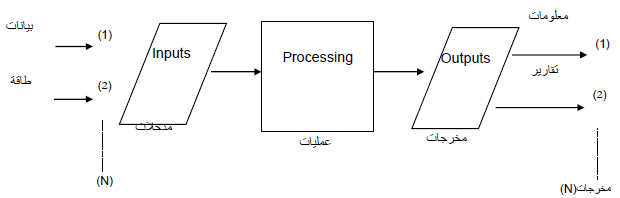 معلومات
بيانات
(1)
(1)
Inputs
Processing
Outputs
تقارير
طاقة
(2)
(2)
مدخلات
عمليات
مخرجات
(N)
مخرجات(N)